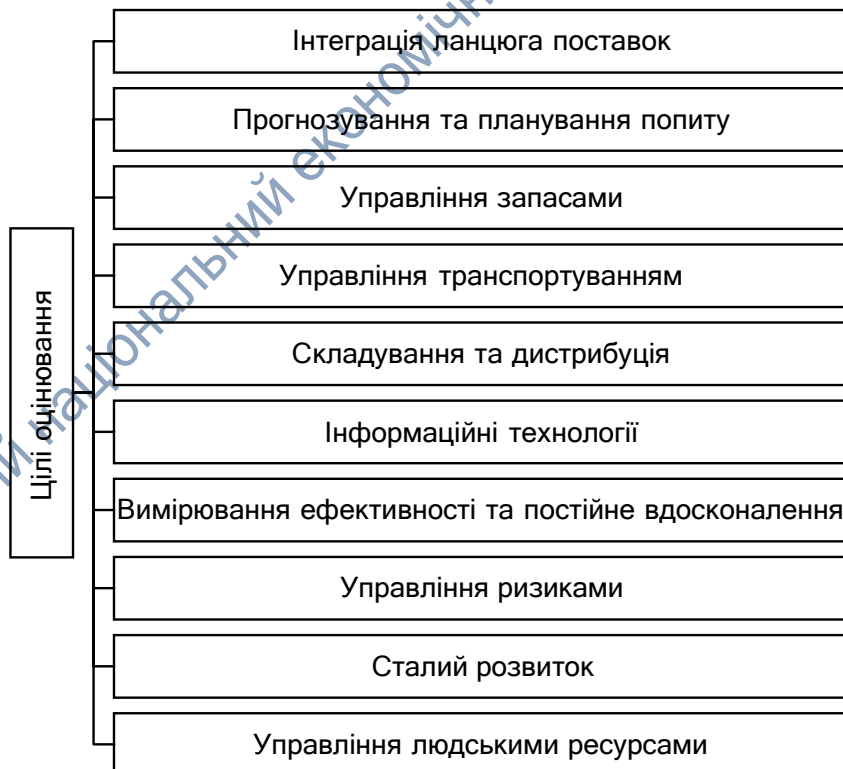 Цілі оцінювання
Інтеграція ланцюга поставок
Прогнозування та планування попиту
Управління запасами
Управління транспортуванням
Складування та дистрибуція
Інформаційні технології
Вимірювання ефективності та постійне вдосконалення
Управління ризиками
Сталий розвиток
Управління людськими ресурсами
національний